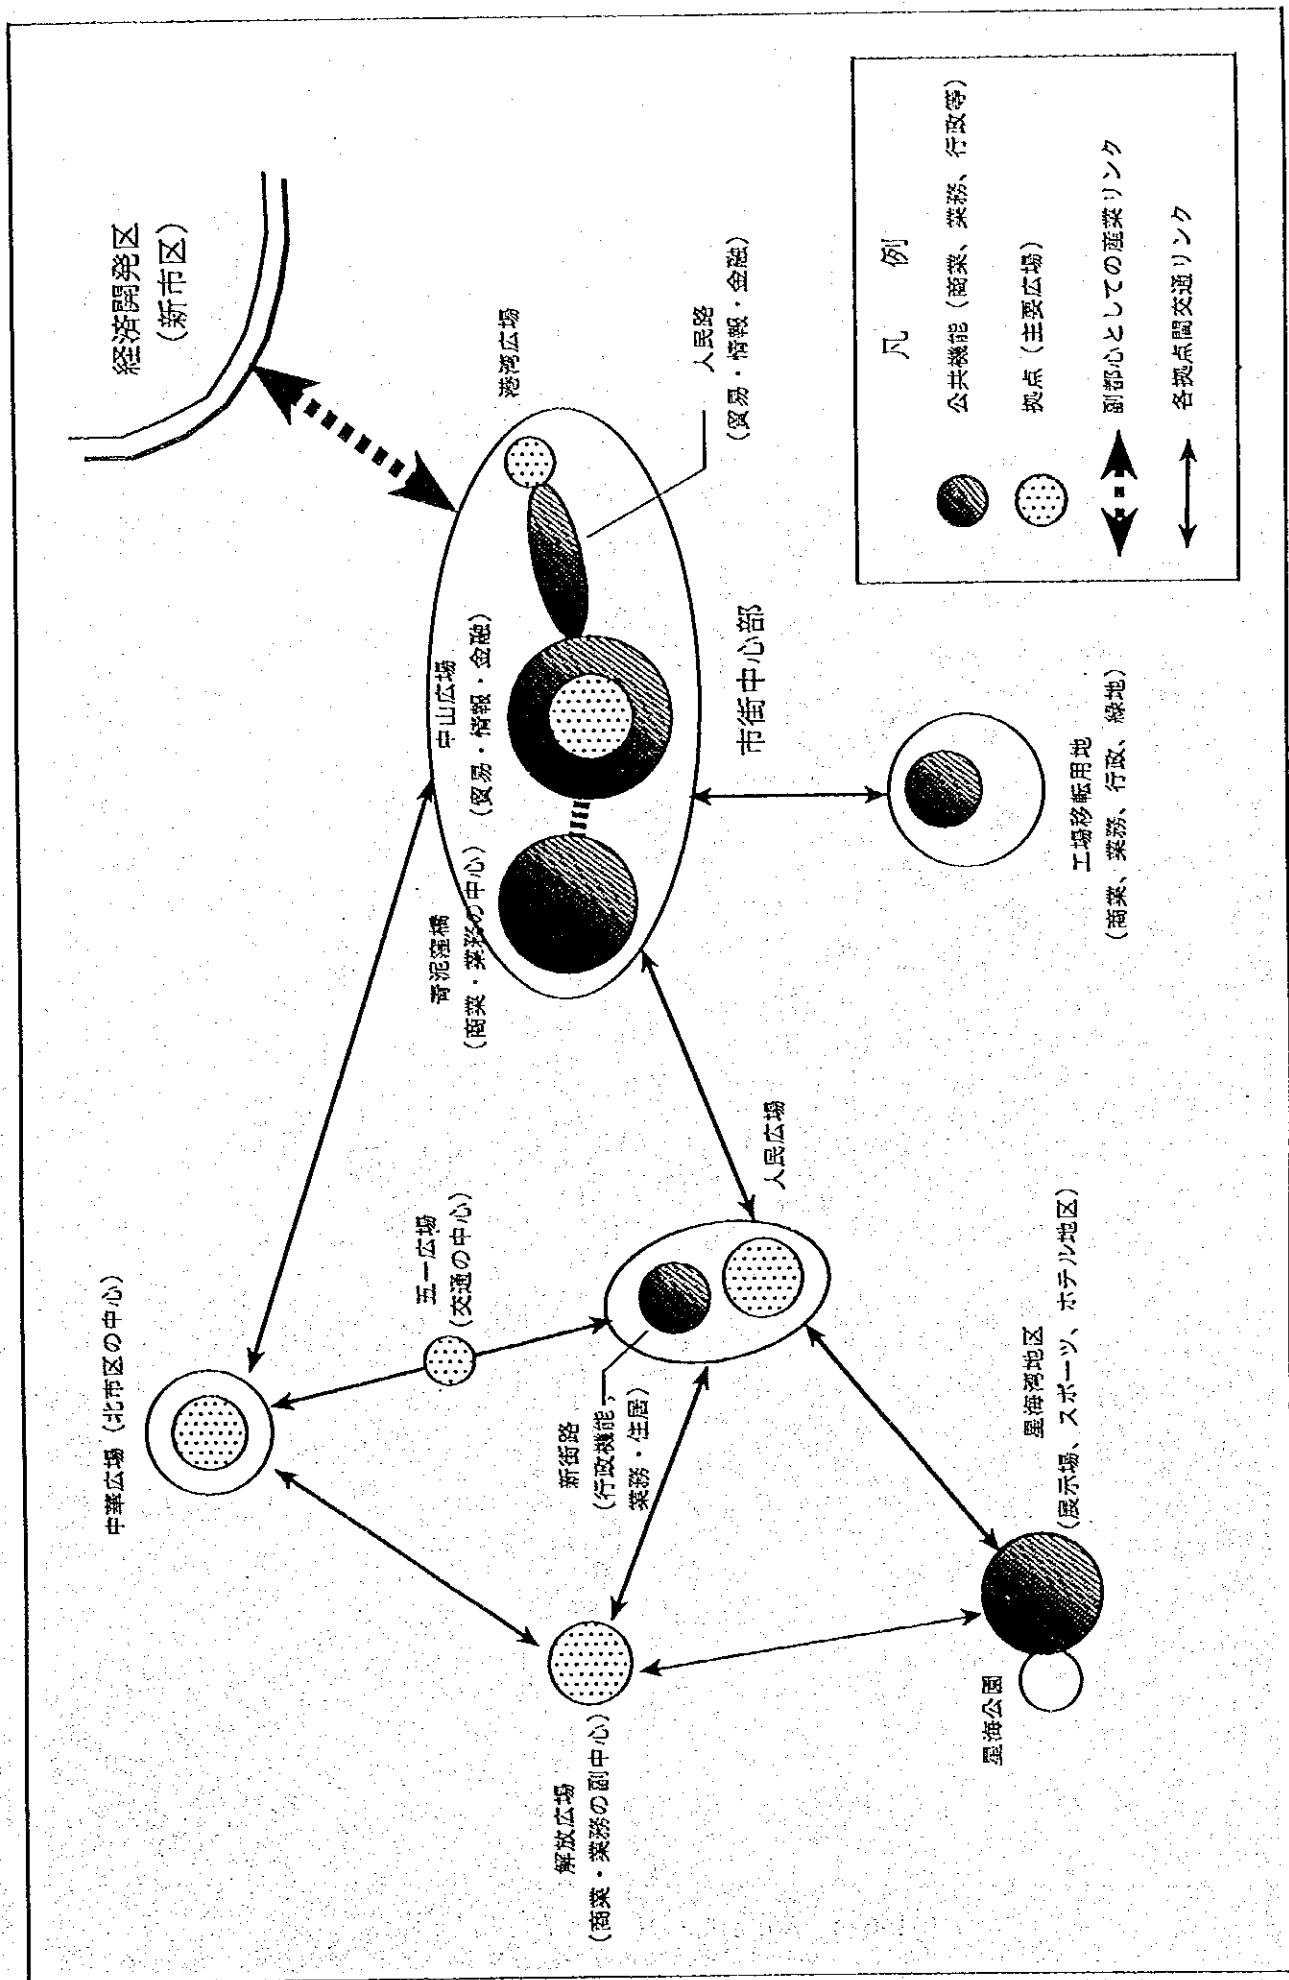 経済開発区
(新市区)
中華広場 (北市区の中心)
五一広場
(交通の中心)
青泥窪橋
(商業・業務の中心)
中山広場
(貿易・情報・金融)
港湾広場
人民路
(貿易・情報・金融)
市街中心部
解放広場
(商業・業務の副中心)
新街路
(行政機能,
業務・住居)
人民広場
工場移転用地
(商業、業務、行政、緑地)
星海公園
星海湾地区
(展示場、スポーツ、ホテル地区)
凡 例
公共機能 (商業、業務、行政等)
拠点 (主要広場)
副都心としての産業リンク
各拠点間交通リンク